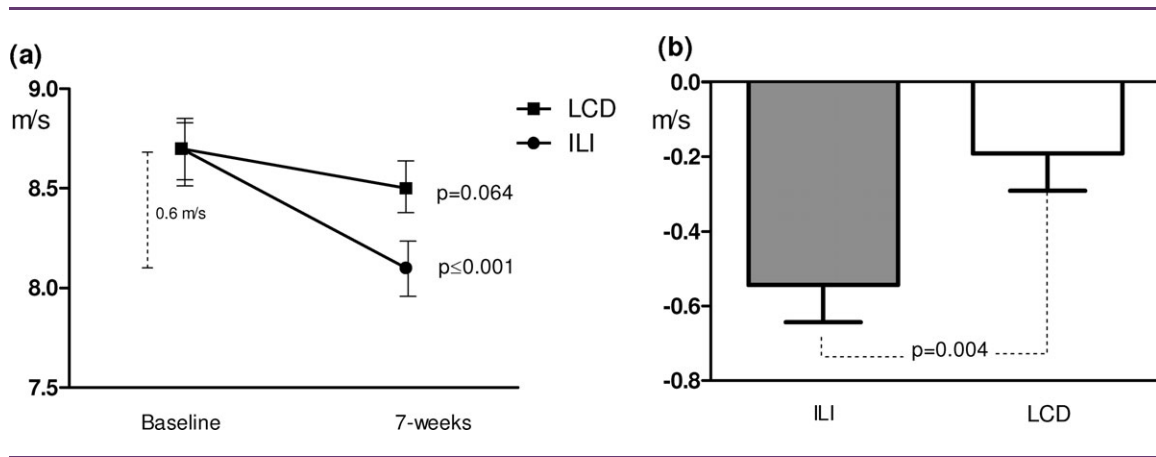 (a)
9.0
m/s
8.5
8.0
7.5
0.6 m/s
LCD
ILI
p=0.064
p≤0.001
Baseline
7-weeks
(b)
0.0
m/s
-0.2
-0.4
-0.6
-0.8
p=0.004
ILI
LCD